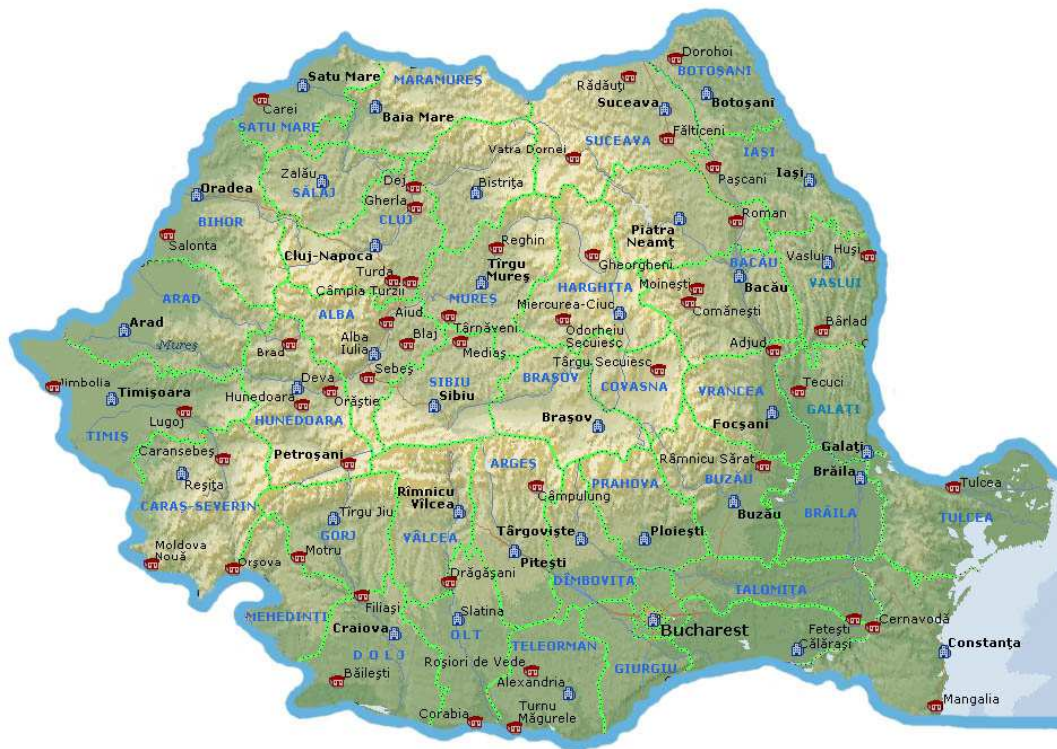 Dorohoi
BOTOŞANI
Satu Mare
MARAMUREŞ
Rădăuţi
Suceava
Botoşani
Carei
Baia Mare
SATU MARE
Fălticeni
SUCEAVA
IAŞI
Vatra Dornei
Zalău
SĂLAJ
Dej
Bistriţa
Paşcani
Iaşi
Oradea
Gherla
CLUJ
BIHOR
Piatra
Neamţ
Roman
Salonta
Cluj-Napoca
Reghin
Tîrgu
Mureş
Gheorgheni
BACĂU
Vaslui
Huşi
Turda
Câmpia Turzii
MUREŞ
HARGHIŢA
Moineşti
Bacău
VASLUI
ARAD
ALBA
Miercurea-Ciuc
Comăneşti
Arad
Aiud
Târnăveni
Odorheiu
Secuiesc
Bârlad
Mureş
Brad
Alba
Iulia
Blaj
Mediaş
Târgu Secuiesc
Adjud
Jimbolia
Timişoara
Deva
Sebeş
SIBIU
BRAŞOV
COVASNA
VRANCEA
Tecuci
Hunedoara
Orăştie
Sibiu
GALAŢI
Lugoj
HUNEDOARA
Braşov
Focşani
TIMIŞ
Caransebeş
Petroşani
ARGEŞ
Râmnicu Sărat
Galaţi
Brăila
Reşiţa
Rîmnicu
Vîlcea
Câmpulung
PRAHOVA
BUZĂU
Tulcea
CARAŞ-SEVERIN
Tîrgu Jiu
GORJ
VÂLCEA
Târgovişte
Ploieşti
Buzău
BRĂILA
TULCEA
Moldova
Nouă
Orşova
Motru
Piteşti
Drăgăşani
DÎMBOVIŢA
IALOMIŢA
MEHEDINŢI
Filiaşi
Slatina
Craiova
OLT
TELEORMAN
Bucharest
Feteşti
Cernavodă
Călăraşi
Constanţa
DOLJ
Roşiori de Vede
GIURGIU
Băileşti
Alexandria
Corabia
Turnu
Măgurele
Mangalia